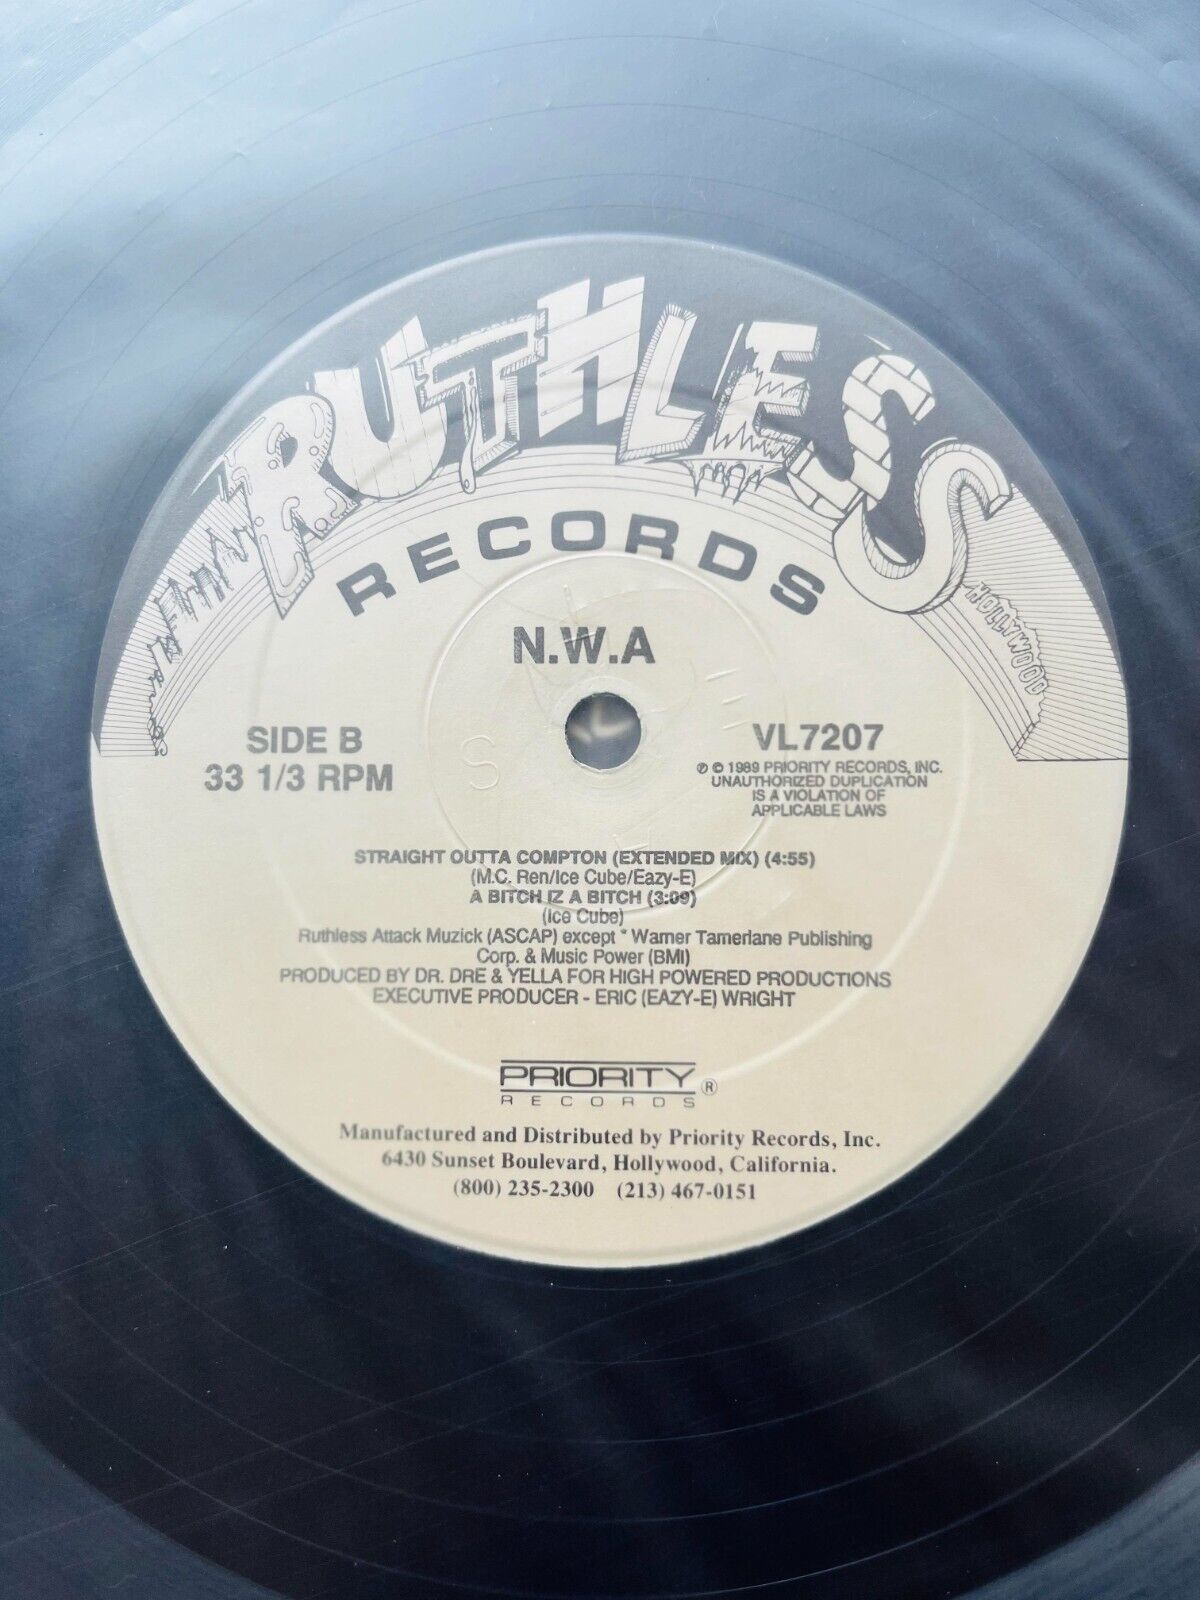 RUTHLESS
RECORDS
HOLLYWOOD
N.W.A
SIDE B
33 1/3 RPM
VL7207
℗ © 1989 PRIORITY RECORDS, INC.
UNAUTHORIZED DUPLICATION
IS A VIOLATION OF
APPLICABLE LAWS
STRAIGHT OUTTA COMPTON (EXTENDED MIX) (4:55)
(M.C. Ren/Ice Cube/Eazy-E)
A BITCH IZ A BITCH (3:09)
(Ice Cube)
Ruthless Attack Muzick (ASCAP) except * Warner Tamerlane Publishing
Corp. & Music Power (BMI)
PRODUCED BY DR. DRE & YELLA FOR HIGH POWERED PRODUCTIONS
EXECUTIVE PRODUCER - ERIC (EAZY-E) WRIGHT
PRIORITY ®
RECORDS
Manufactured and Distributed by Priority Records, Inc.
6430 Sunset Boulevard, Hollywood, California.
(800) 235-2300 (213) 467-0151